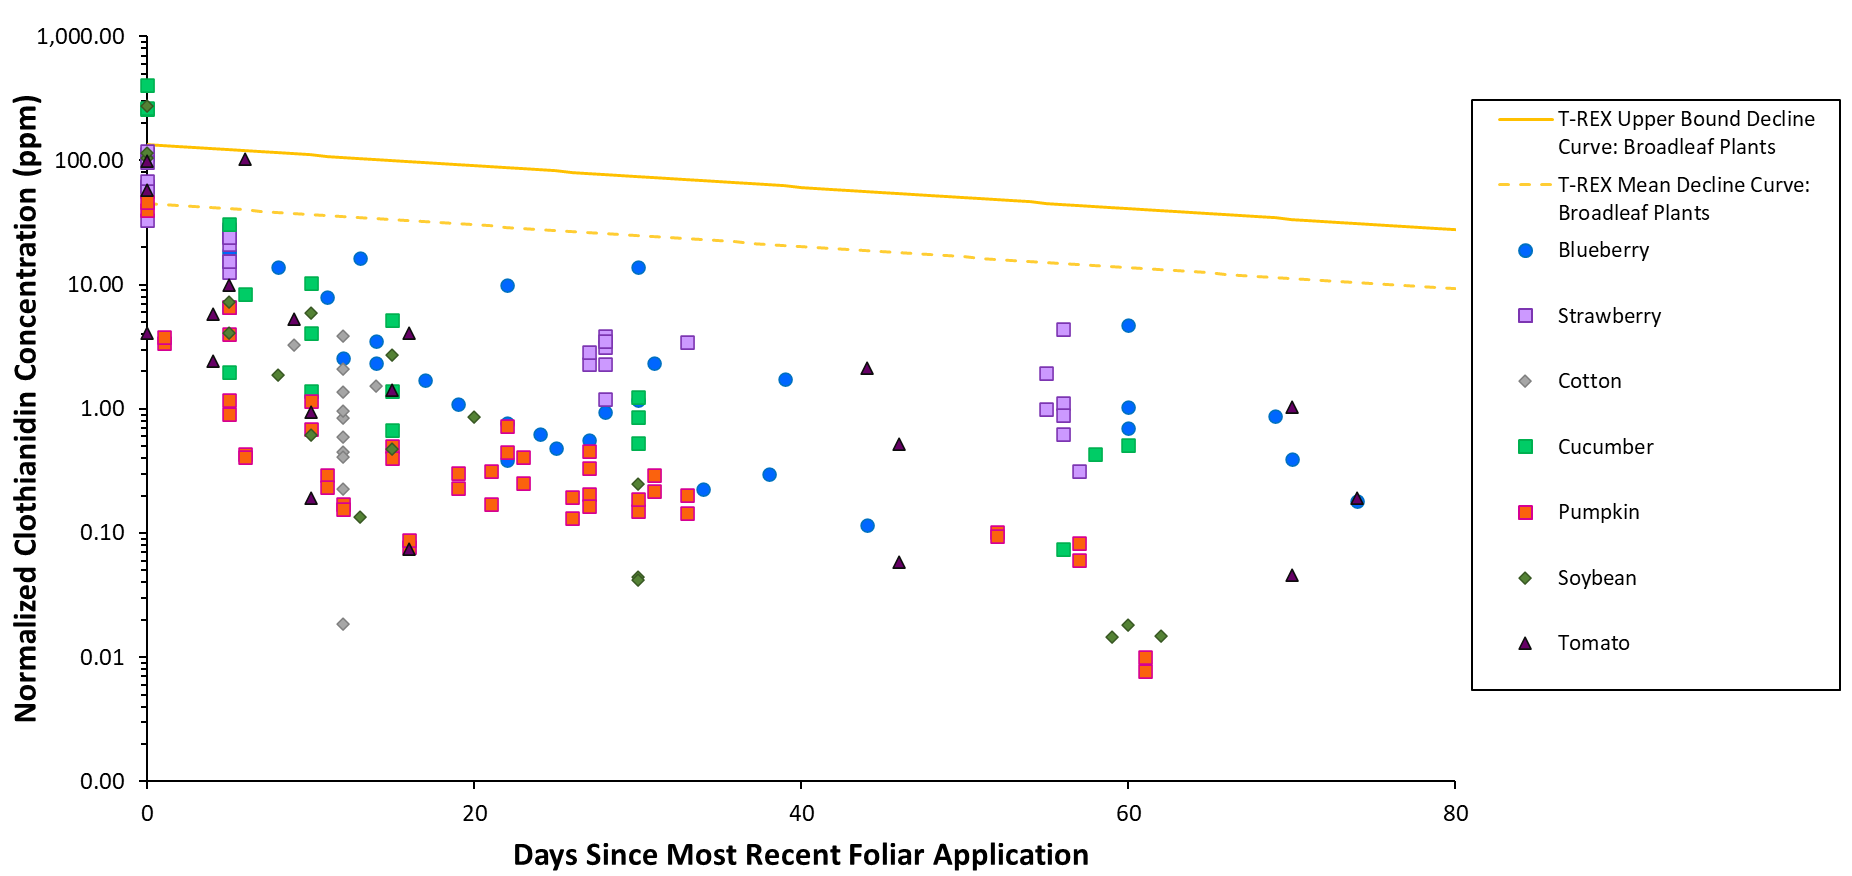 Normalized Clothianidin Concentration (ppm)
1,000.00
100.00
10.00
1.00
0.10
0.01
0.00
0
20
40
60
80
Days Since Most Recent Foliar Application
T-REX Upper Bound Decline
Curve: Broadleaf Plants
T-REX Mean Decline Curve:
Broadleaf Plants
Blueberry
Strawberry
Cotton
Cucumber
Pumpkin
Soybean
Tomato